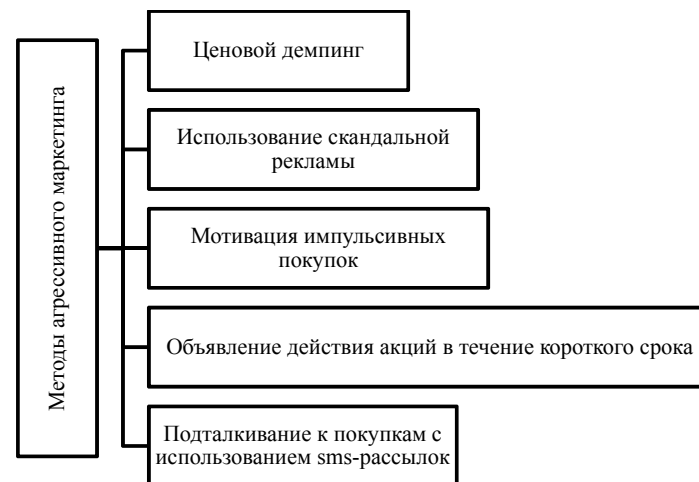 Методы агрессивного маркетинга
Ценовой демпинг
Использование скандальной
рекламы
Мотивация импульсивных
покупок
Объявление действия акций в течение короткого срока
Подталкивание к покупкам с
использованием sms-рассылок